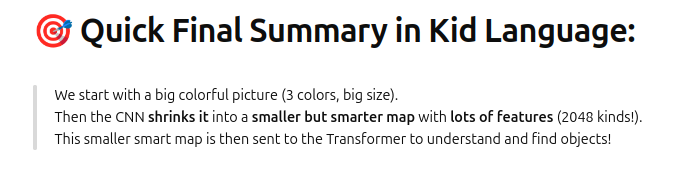 🎯 Quick Final Summary in Kid Language:
We start with a big colorful picture (3 colors, big size).
Then the CNN shrinks it into a smaller but smarter map with lots of features (2048 kinds!).
This smaller smart map is then sent to the Transformer to understand and find objects!